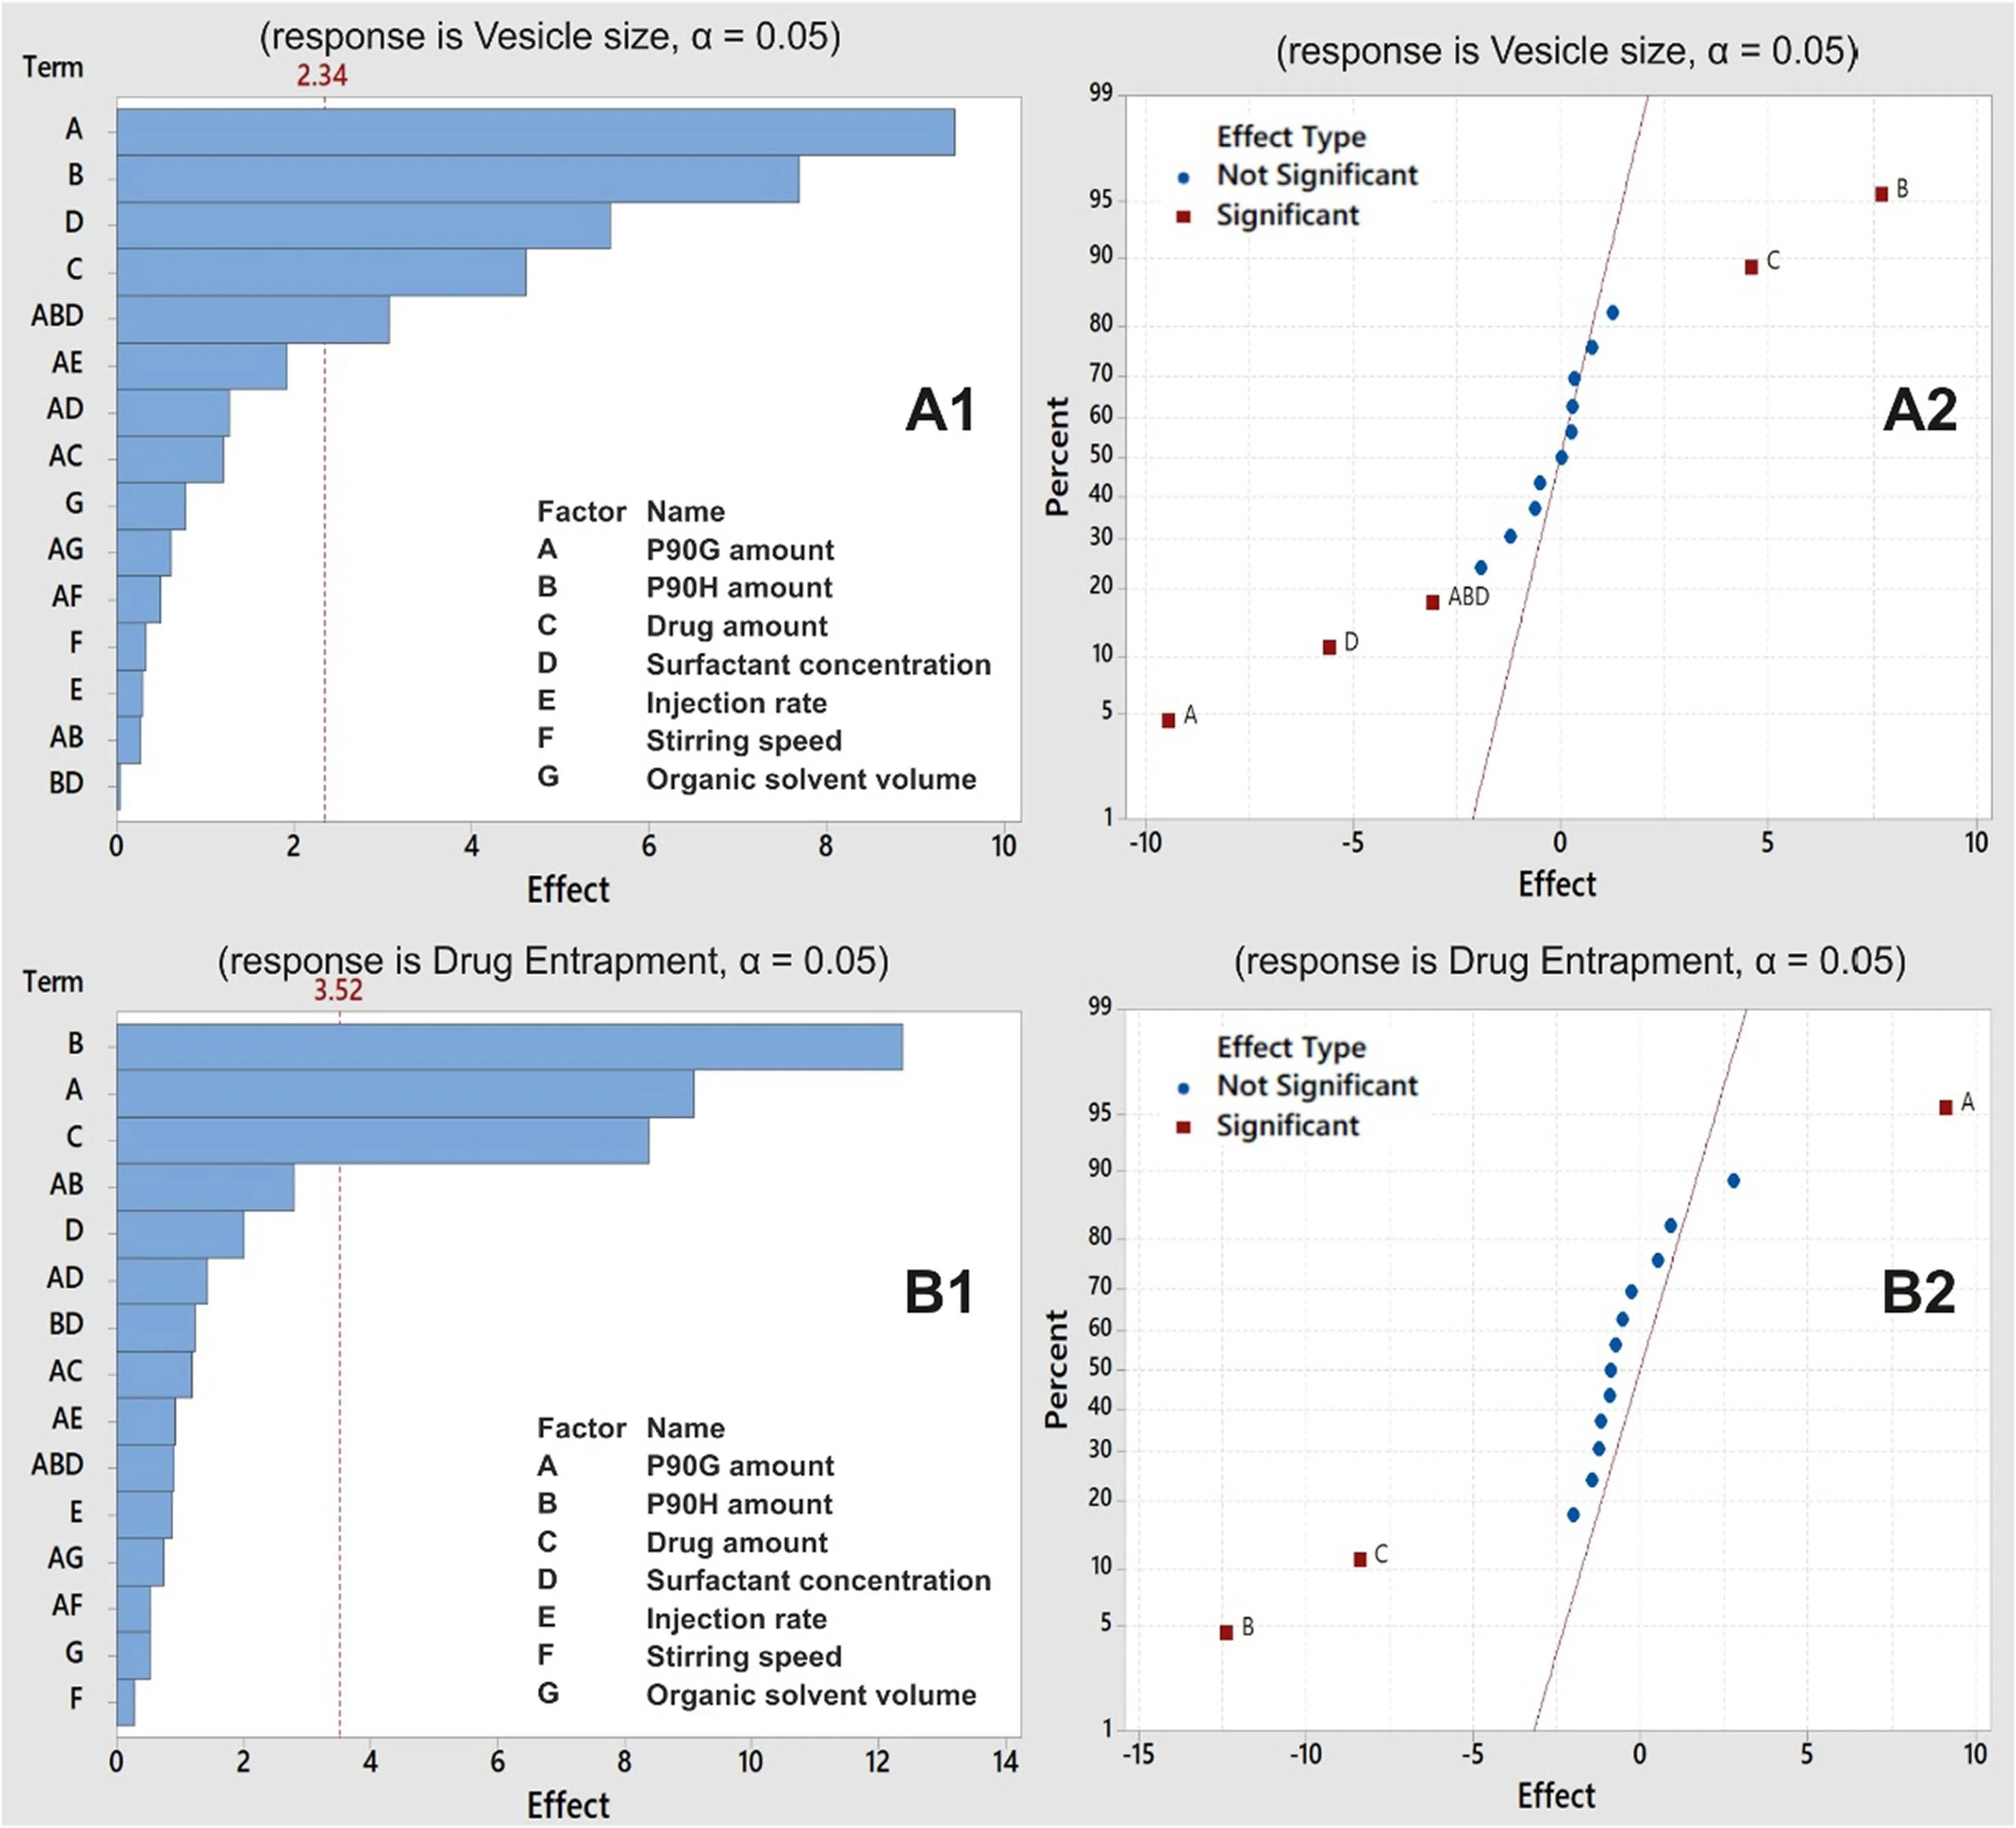 (response is Vesicle size, α = 0.05)
Term
2.34
A
B
D
C
ABD
AE
AD
AC
G
AG
AF
F
E
AB
BD
A1
Factor Name
A P90G amount
B P90H amount
C Drug amount
D Surfactant concentration
E Injection rate
F Stirring speed
G Organic solvent volume
0 2 4 6 8 10
Effect
(response is Vesicle size, α = 0.05)
Effect Type
Not Significant
Significant
99
95
90
80
70
60
50
40
30
20
10
5
1
Percent
B
C
ABD
D
A
A2
-10 -5 0 5 10
Effect
(response is Drug Entrapment, α = 0.05)
Term
3.52
B
A
C
AB
D
AD
BD
AC
AE
ABD
E
AG
AF
G
F
B1
Factor Name
A P90G amount
B P90H amount
C Drug amount
D Surfactant concentration
E Injection rate
F Stirring speed
G Organic solvent volume
0 2 4 6 8 10 12 14
Effect
(response is Drug Entrapment, α = 0.05)
Effect Type
Not Significant
Significant
99
95
90
80
70
60
50
40
30
20
10
5
1
Percent
A
C
B
B2
-15 -10 -5 0 5 10
Effect